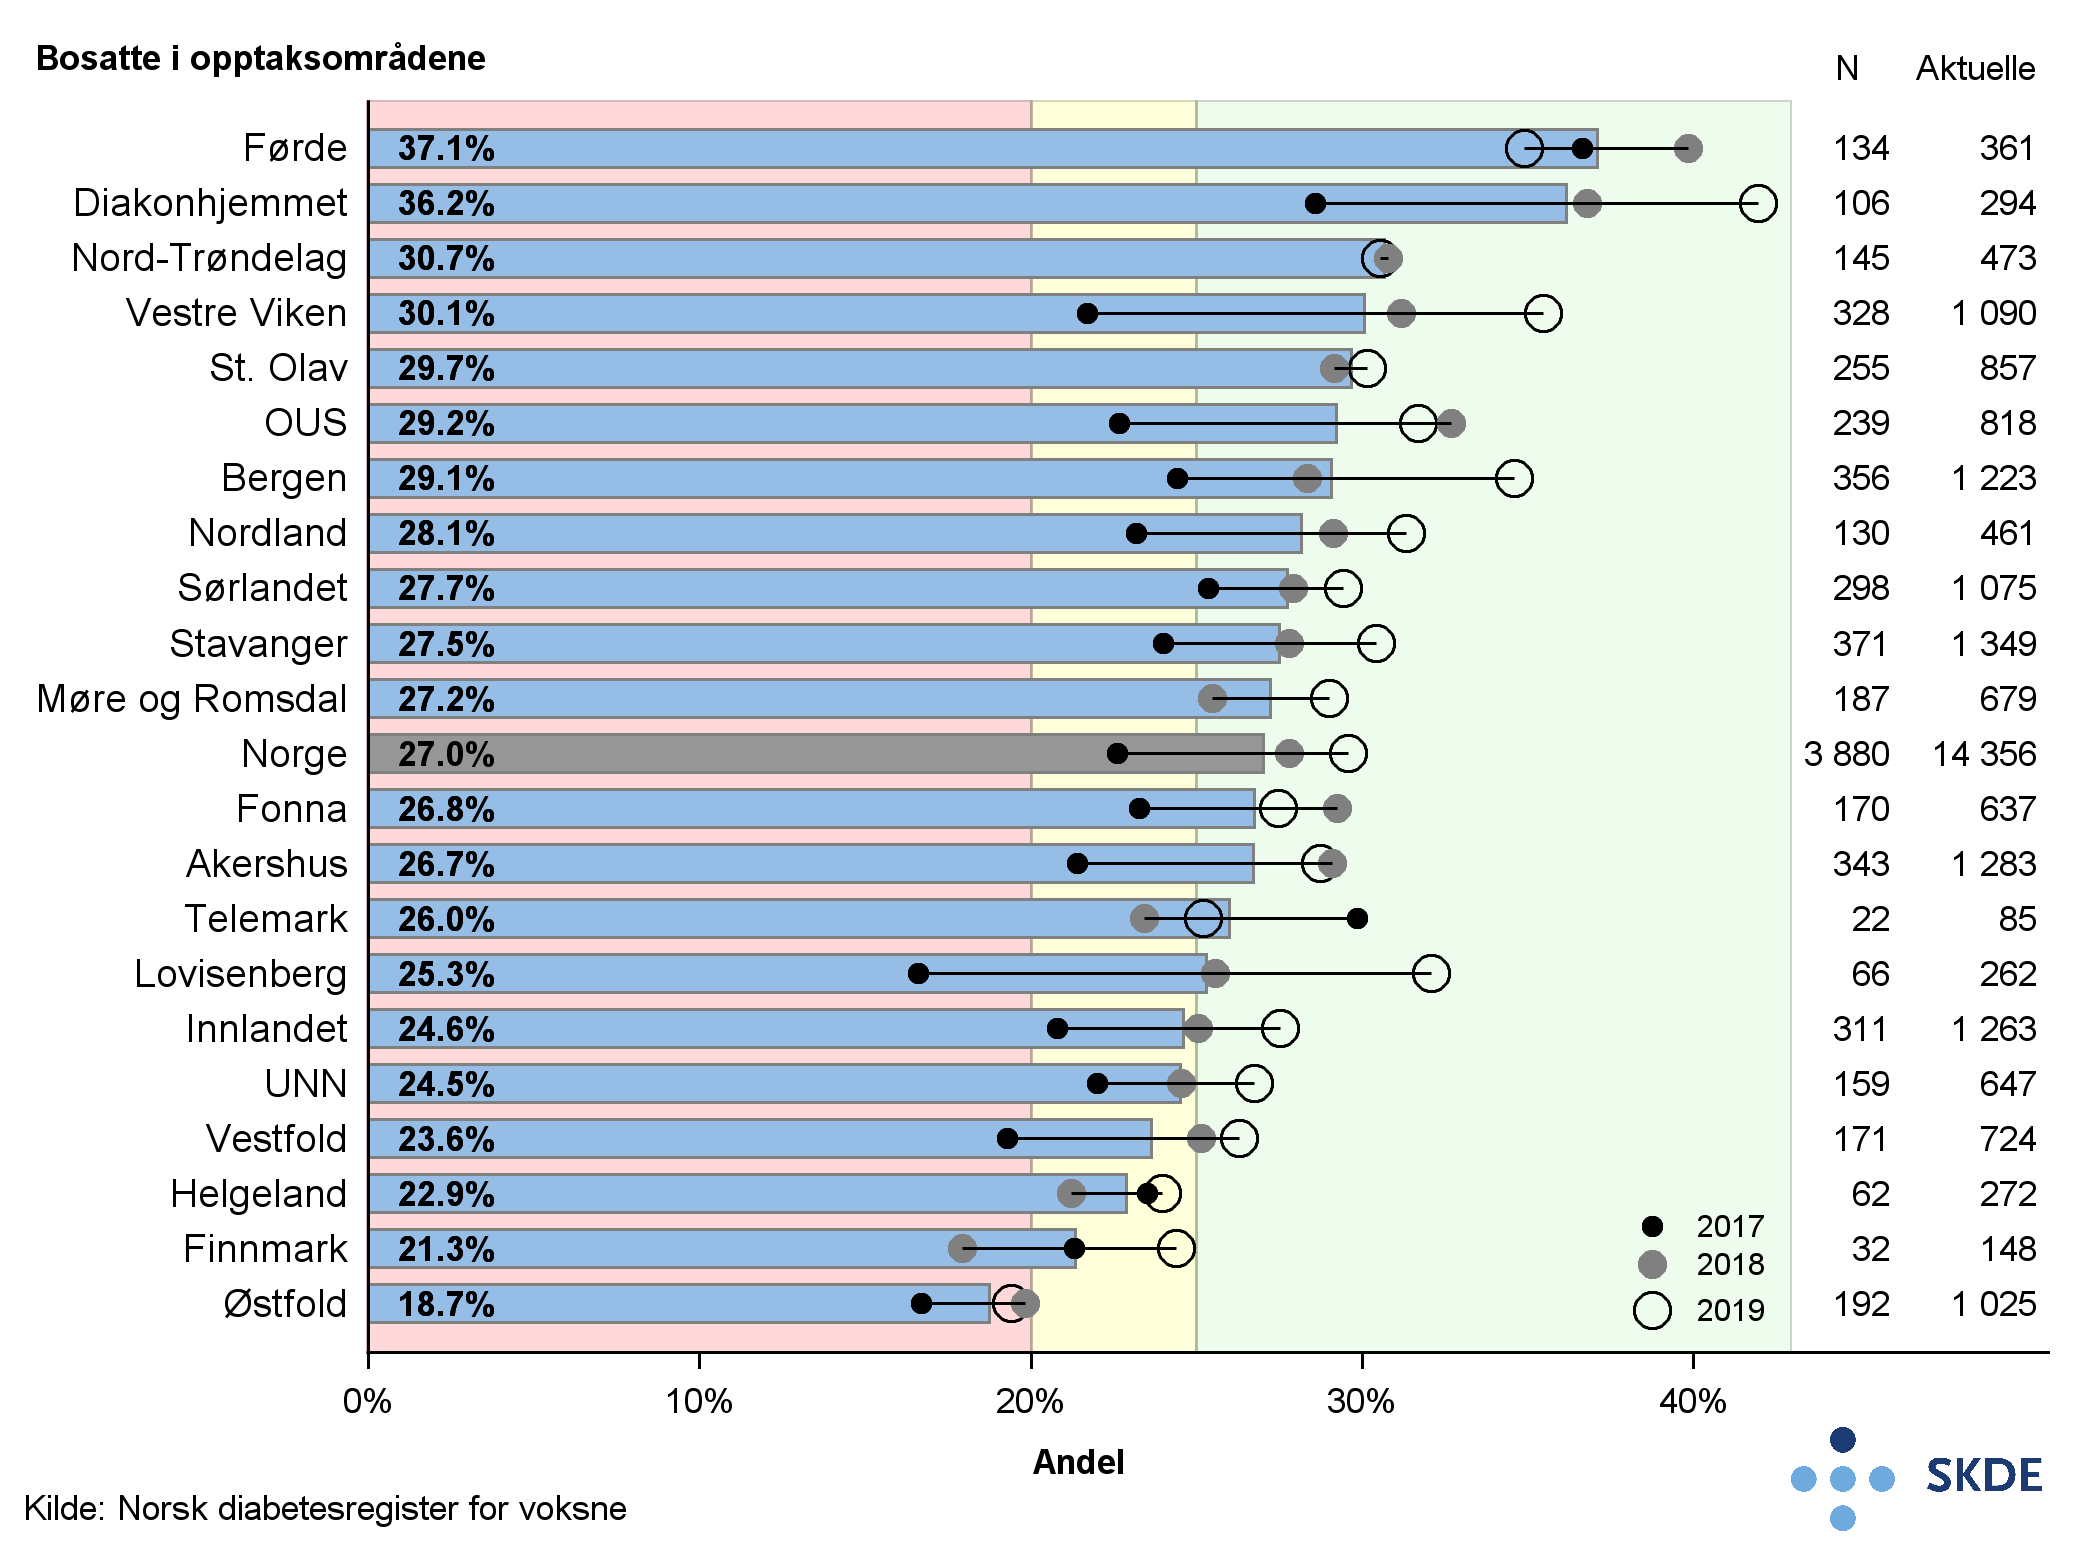 Bosatte i opptaksområdene N Aktuelle
Førde 37.1% 134 361
Diakonhjemmet 36.2% 106 294
Nord-Trøndelag 30.7% 145 473
Vestre Viken 30.1% 328 1 090
St. Olav 29.7% 255 857
OUS 29.2% 239 818
Bergen 29.1% 356 1 223
Nordland 28.1% 130 461
Sørlandet 27.7% 298 1 075
Stavanger 27.5% 371 1 349
Møre og Romsdal 27.2% 187 679
Norge 27.0% 3 880 14 356
Fonna 26.8% 170 637
Akershus 26.7% 343 1 283
Telemark 26.0% 22 85
Lovisenberg 25.3% 66 262
Innlandet 24.6% 311 1 263
UNN 24.5% 159 647
Vestfold 23.6% 171 724
Helgeland 22.9% 62 272
Finnmark 21.3% 32 148
Østfold 18.7% 192 1 025
2017
2018
2019
0% 10% 20% 30% 40%
Andel
SKDE
Kilde: Norsk diabetesregister for voksne